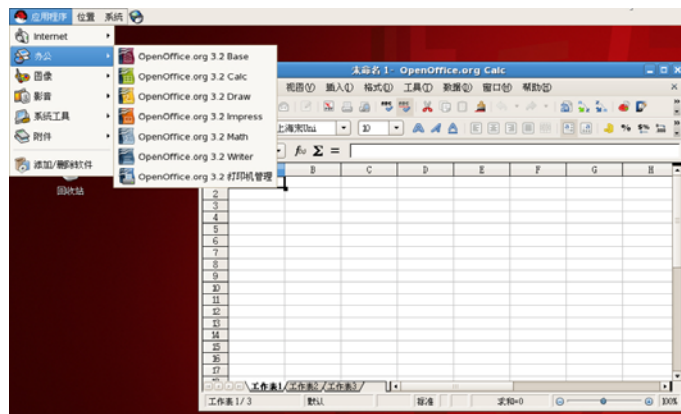 应用程序 位置 系统
Internet
办公
图像
影音
系统工具
附件
添加/删除软件
OpenOffice.org 3.2 Base
OpenOffice.org 3.2 Calc
OpenOffice.org 3.2 Draw
OpenOffice.org 3.2 Impress
OpenOffice.org 3.2 Math
OpenOffice.org 3.2 Writer
OpenOffice.org 3.2 打印机管理
回收站
未命名 1 - OpenOffice.org Calc
视图(V) 插入(I) 格式(O) 工具(T) 数据(D) 窗口(W) 帮助(H)
上海宋Uni 10
B C D E F G H
2
3
4
5
6
7
8
9
10
11
12
13
14
15
16
17
工作表1 工作表2 工作表3
工作表 1 / 3 默认 标准 求和=0 100%